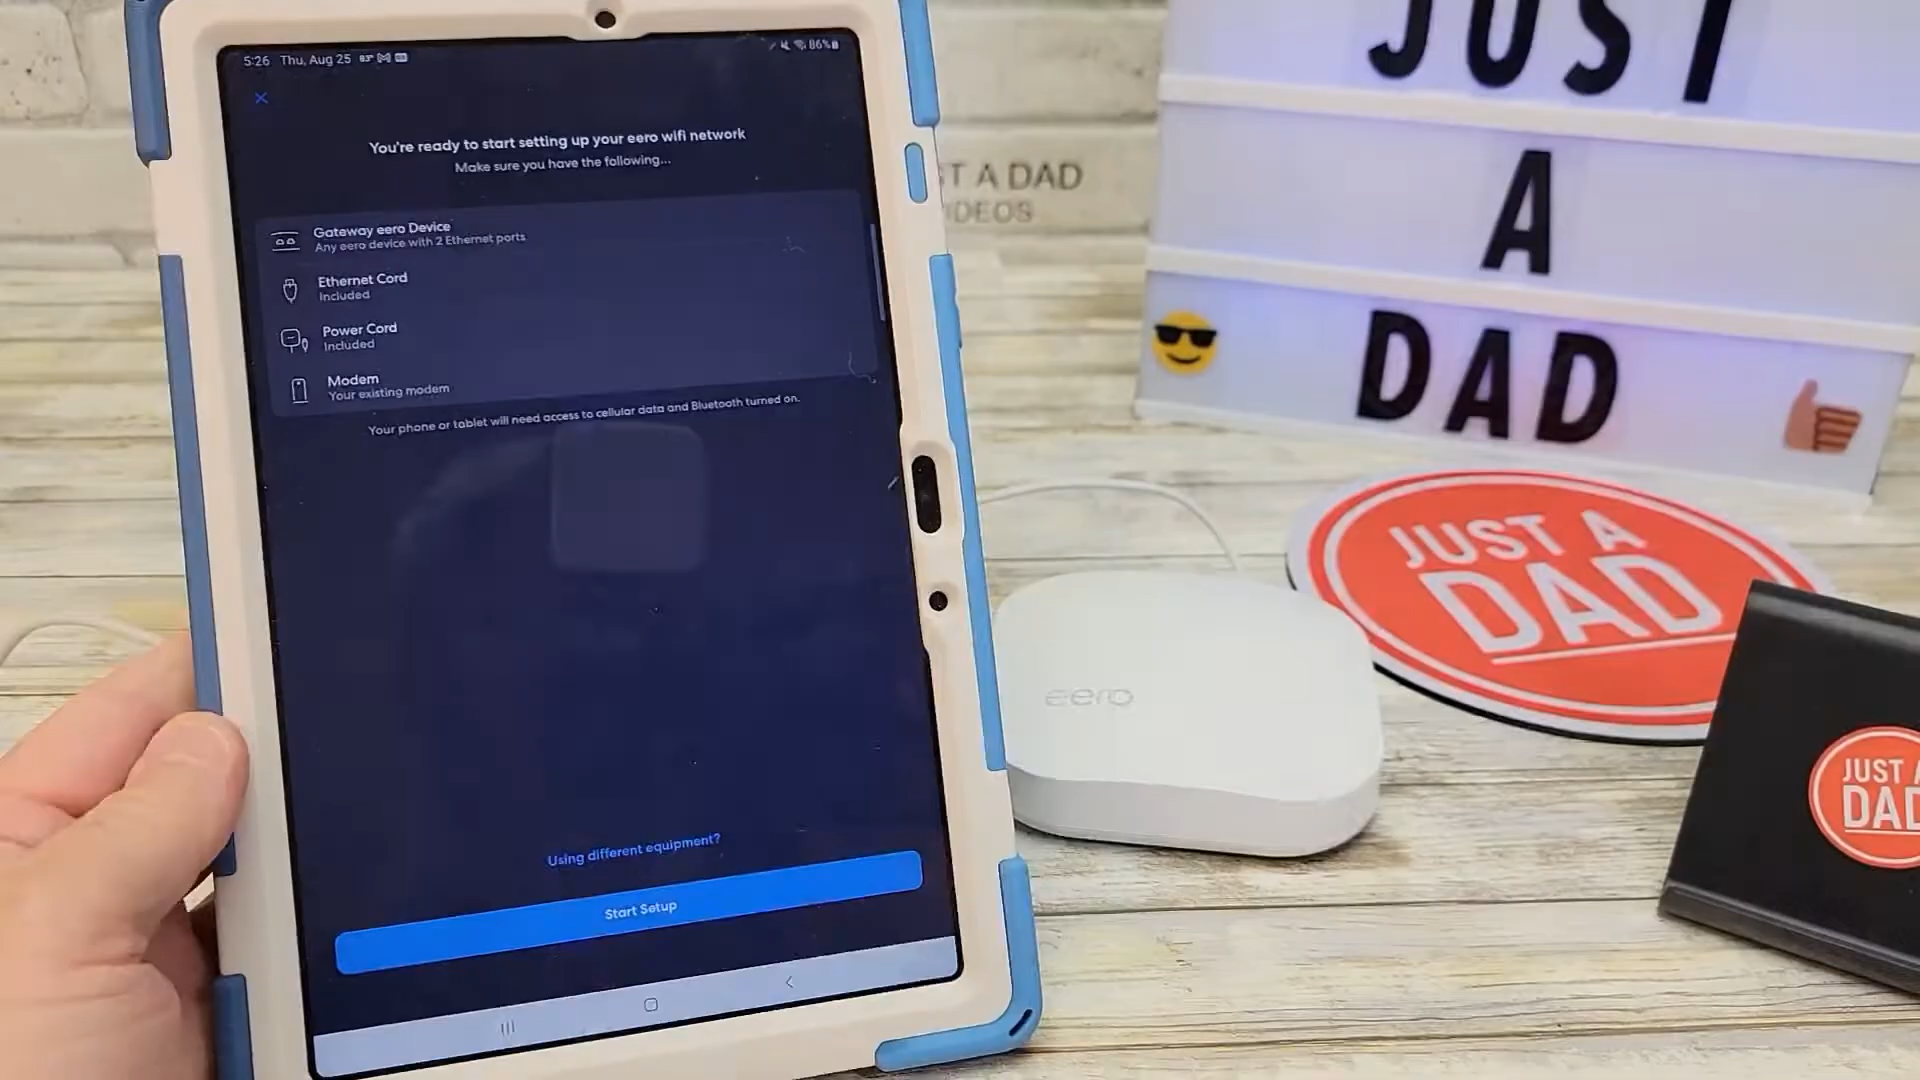 5:26 Thu, Aug 25
86%
You're ready to start setting up your eero wifi network
Make sure you have the following...
Gateway eero Device
Any eero device with 2 Ethernet ports
Ethernet Cord
Included
Power Cord
Included
Modem
Your existing modem
Your phone or tablet will need access to cellular data and Bluetooth turned on.
Using different equipment?
Start Setup
A DAD
JUST
A
DAD
eero
JUST A
DAD
JUST
DAD